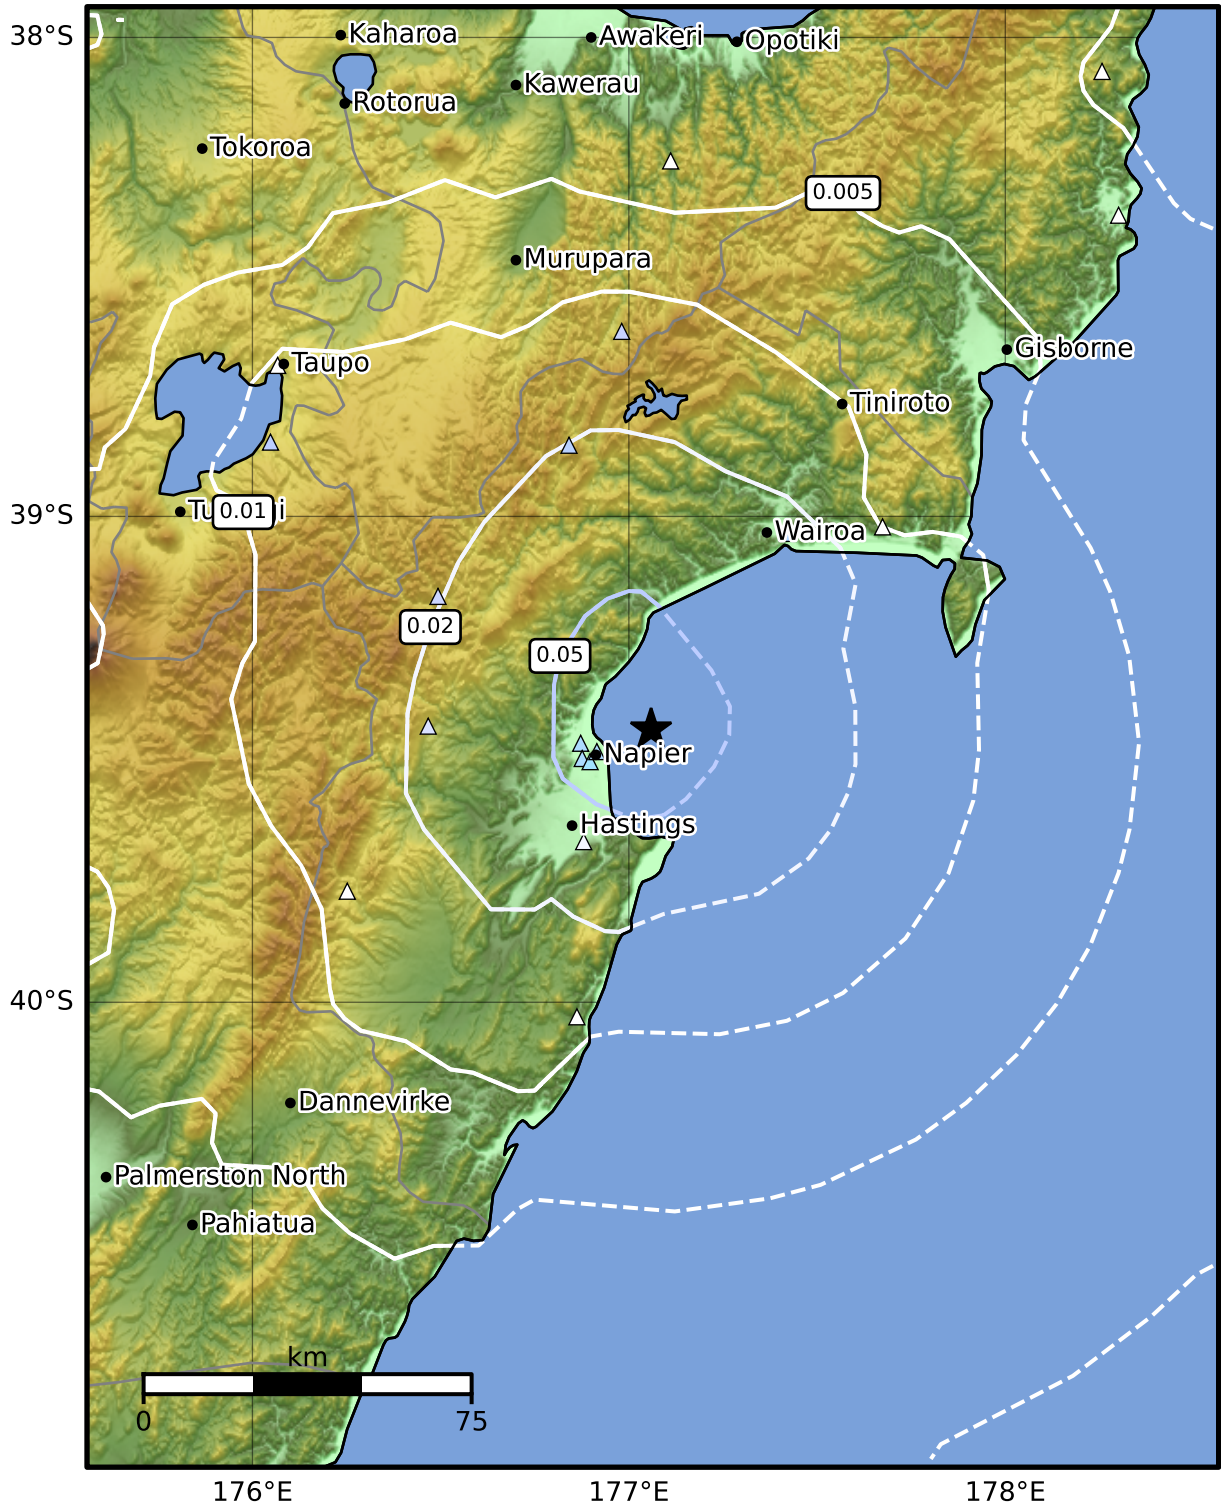 38°S
Kaharoa
Awakeri
Opotiki
Kawerau
Rotorua
Tokoroa
0.005
Murupara
Gisborne
Taupo
Tiniroto
39°S
0.01
Wairoa
0.02
0.05
Napier
Hastings
40°S
Dannevirke
Palmerston North
Pahiatua
km
0
75
176°E
177°E
178°E